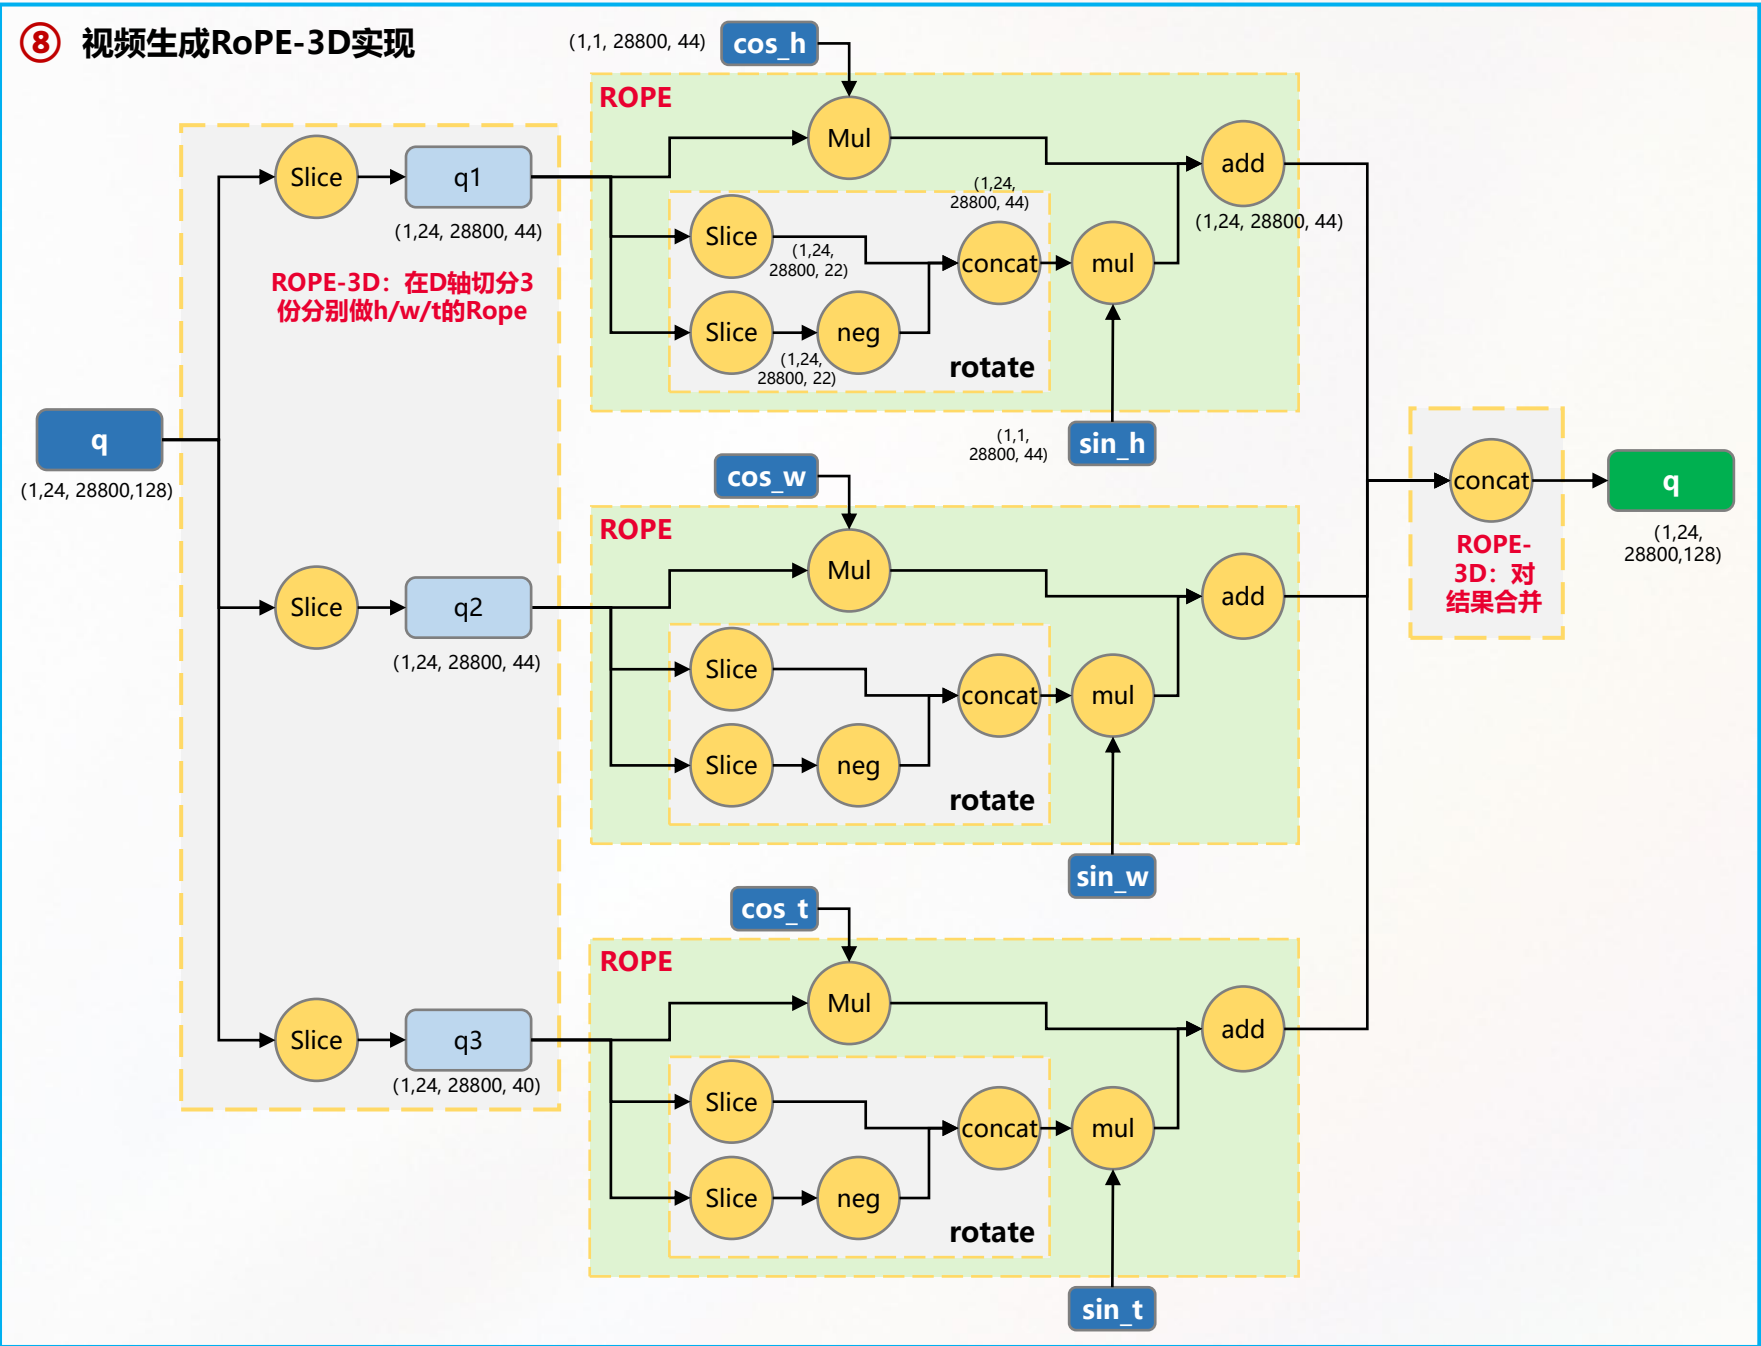 ⑧ 视频生成RoPE-3D实现
(1,1, 28800, 44)
cos_h
ROPE
Mul
Slice
q1
(1,24, 28800, 44)
ROPE-3D：在D轴切分3
份分别做h/w/t的Rope
Slice
(1,24,
28800, 22)
Slice
neg
(1,24,
28800, 22)
(1,24,
28800, 44)
concat
rotate
mul
add
(1,24, 28800, 44)
(1,1,
28800, 44)
sin_h
q
(1,24, 28800,128)
cos_w
ROPE
Mul
Slice
q2
(1,24, 28800, 44)
Slice
Slice
neg
concat
rotate
mul
add
sin_w
concat
ROPE-
3D：对
结果合并
q
(1,24,
28800,128)
cos_t
ROPE
Mul
Slice
q3
(1,24, 28800, 40)
Slice
Slice
neg
concat
rotate
mul
add
sin_t